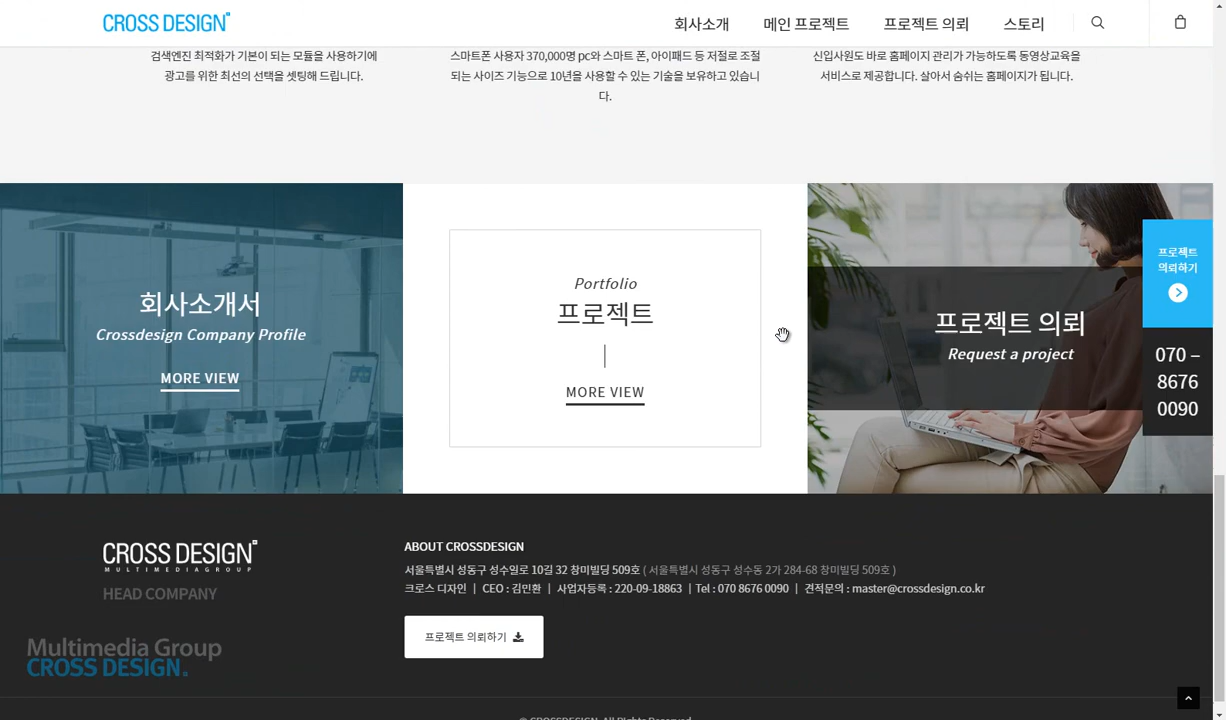 CROSS DESIGN
회사소개
메인 프로젝트
프로젝트 의뢰
스토리
검색엔진 최적화가 기본이 되는 모듈을 사용하기에
광고를 위한 최선의 선택을 셋팅해 드립니다.
스마트폰 사용자 370,000명 pc와 스마트 폰, 아이패드 등 저절로 조절
되는 사이즈 기능으로 10년을 사용할 수 있는 기술을 보유하고 있습니
다.
신입사원도 바로 홈페이지 관리가 가능하도록 동영상교육을
서비스로 제공합니다. 살아서 숨쉬는 홈페이지가 됩니다.
회사소개서
Crossdesign Company Profile
MORE VIEW
Portfolio
프로젝트
MORE VIEW
프로젝트 의뢰
Request a project
프로젝트
의뢰하기
070 –
8676
0090
CROSS DESIGN
MULTIMEDIAGROUP
HEAD COMPANY
Multimedia Group
CROSS DESIGN.
ABOUT CROSSDESIGN
서울특별시 성동구 성수일로 10길 32 창미빌딩 509호 ( 서울특별시 성동구 성수동 2가 284-68 창미빌딩 509호 )
크로스 디자인 | CEO : 김민환 | 사업자등록 : 220-09-18863 | Tel : 070 8676 0090 | 견적문의 : master@crossdesign.co.kr
프로젝트 의뢰하기
© CROSSDESIGN. All Rights Reserved